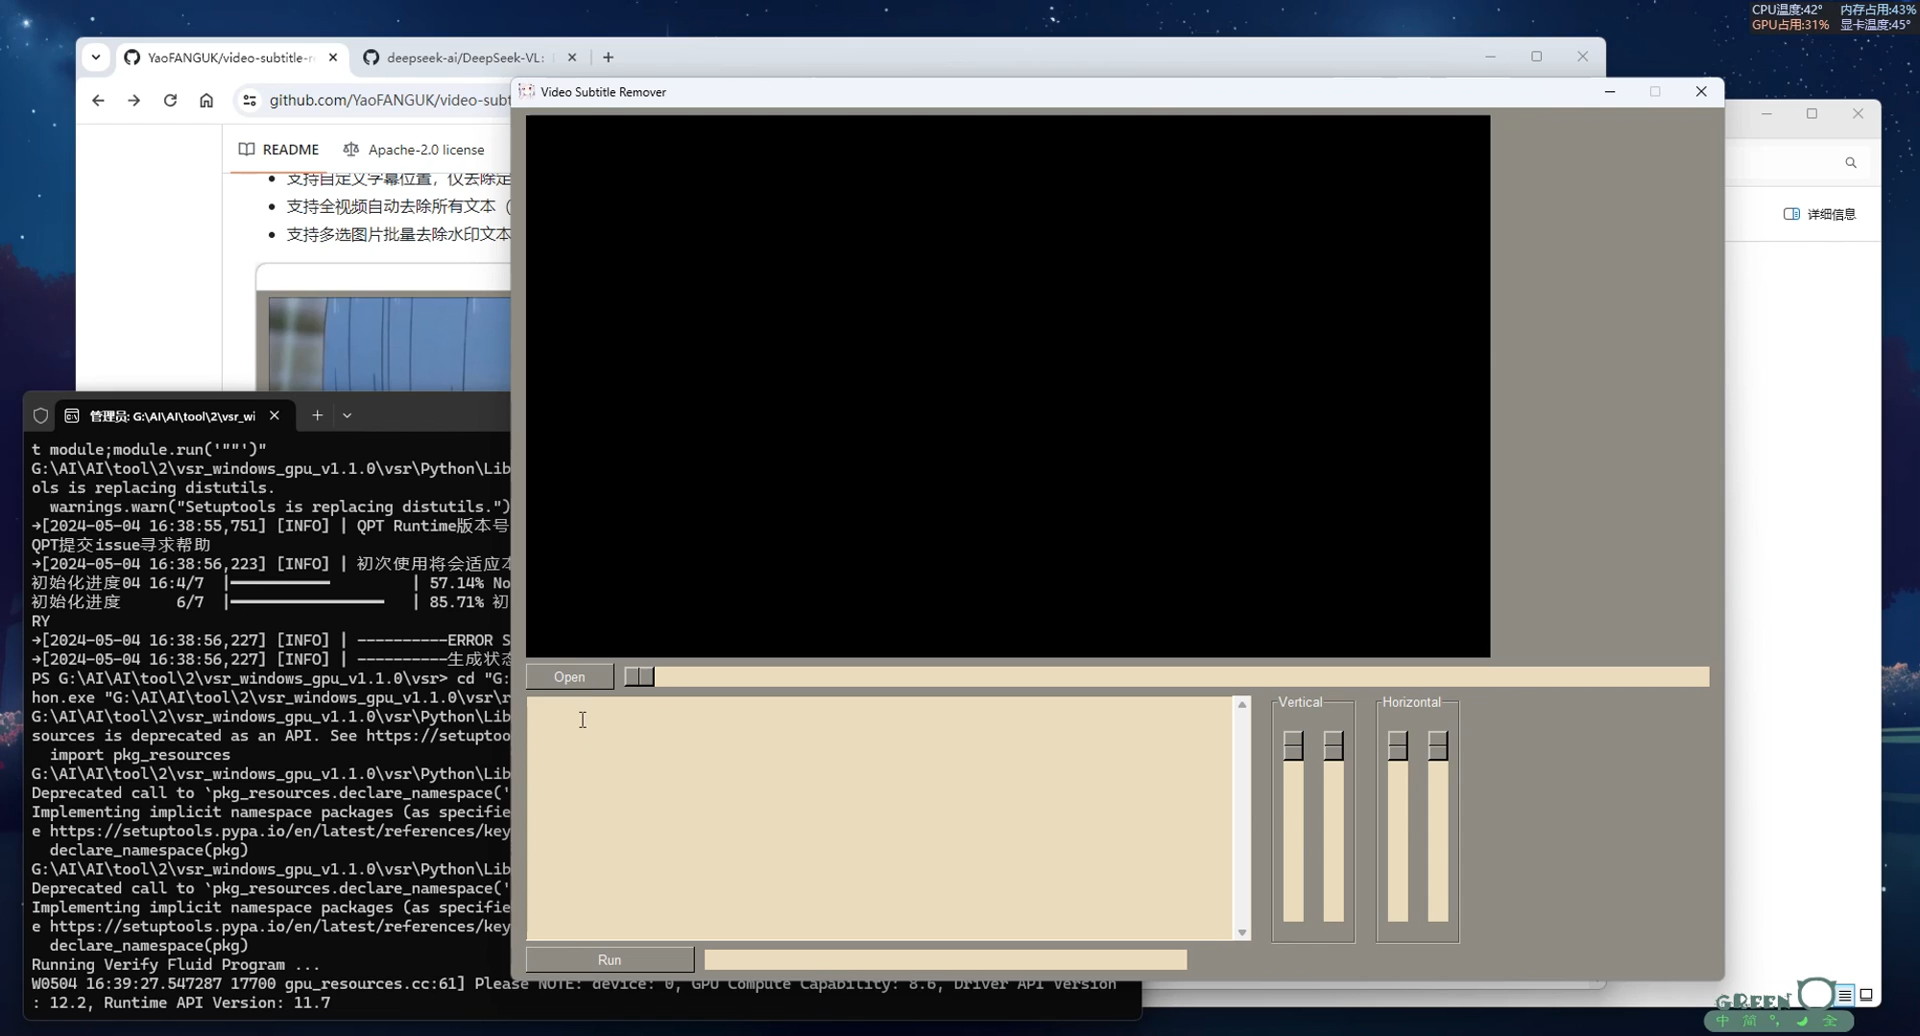 CPU温度:42° 内存占用:43%
GPU占用:31% 显卡温度:45°
YaoFANGUK/video-subtitle-r
deepseek-ai/DeepSeek-VL:
github.com/YaoFANGUK/video-subt
Video Subtitle Remover
README
Apache-2.0 license
支持自定义字幕位置，仅去除定
支持全视频自动去除所有文本（
支持多选图片批量去除水印文本
详细信息
管理员: G:\AI\AI\tool\2\vsr_wi
t module;module.run('""')"
G:\AI\AI\tool\2\vsr_windows_gpu_v1.1.0\vsr\Python\Lib
ols is replacing distutils.
warnings.warn("Setuptools is replacing distutils.")
→[2024-05-04 16:38:55,751] [INFO] | QPT Runtime版本号
QPT提交issue寻求帮助
→[2024-05-04 16:38:56,223] [INFO] | 初次使用将会适应本
初始化进度04 16:4/7 | | 57.14% No
初始化进度 6/7 | | 85.71% 初
RY
→[2024-05-04 16:38:56,227] [INFO] | ----------ERROR S
→[2024-05-04 16:38:56,227] [INFO] | ----------生成状态
PS G:\AI\AI\tool\2\vsr_windows_gpu_v1.1.0\vsr> cd "G:
hon.exe "G:\AI\AI\tool\2\vsr_windows_gpu_v1.1.0\vsr\r
G:\AI\AI\tool\2\vsr_windows_gpu_v1.1.0\vsr\Python\Lib
sources is deprecated as an API. See https://setuptoo
import pkg_resources
G:\AI\AI\tool\2\vsr_windows_gpu_v1.1.0\vsr\Python\Lib
Deprecated call to `pkg_resources.declare_namespace('
Implementing implicit namespace packages (as specifie
e https://setuptools.pypa.io/en/latest/references/key
declare_namespace(pkg)
G:\AI\AI\tool\2\vsr_windows_gpu_v1.1.0\vsr\Python\Lib
Deprecated call to `pkg_resources.declare_namespace('
Implementing implicit namespace packages (as specifie
e https://setuptools.pypa.io/en/latest/references/key
declare_namespace(pkg)
Running Verify Fluid Program ...
W0504 16:39:27.547287 17700 gpu_resources.cc:61] Please NOTE: device: 0, GPU Compute Capability: 8.6, Driver API Version
: 12.2, Runtime API Version: 11.7
Open
Vertical
Horizontal
Run
GREEN
中 简 °, 全